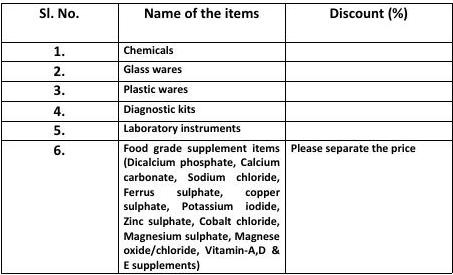 Sl. No. Name of the items Discount (%)
1. Chemicals
2. Glass wares
3. Plastic wares
4. Diagnostic kits
5. Laboratory instruments
6. Food grade supplement items Please separate the price
(Dicalcium phosphate, Calcium
carbonate, Sodium chloride,
Ferrus sulphate, copper
sulphate, Potassium iodide,
Zinc sulphate, Cobalt chloride,
Magnesium sulphate, Magnese
oxide/chloride, Vitamin-A,D &
E supplements)